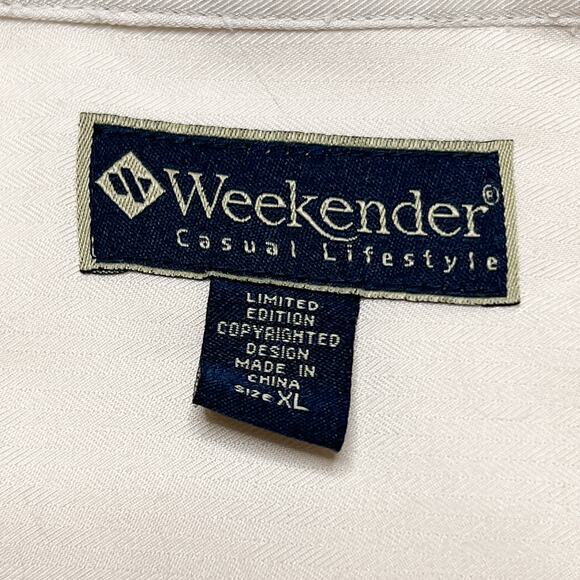 Weekender®
Casual Lifestyle
LIMITED
EDITION
COPYRIGHTED
DESIGN
MADE IN
CHINA
SIZE XL